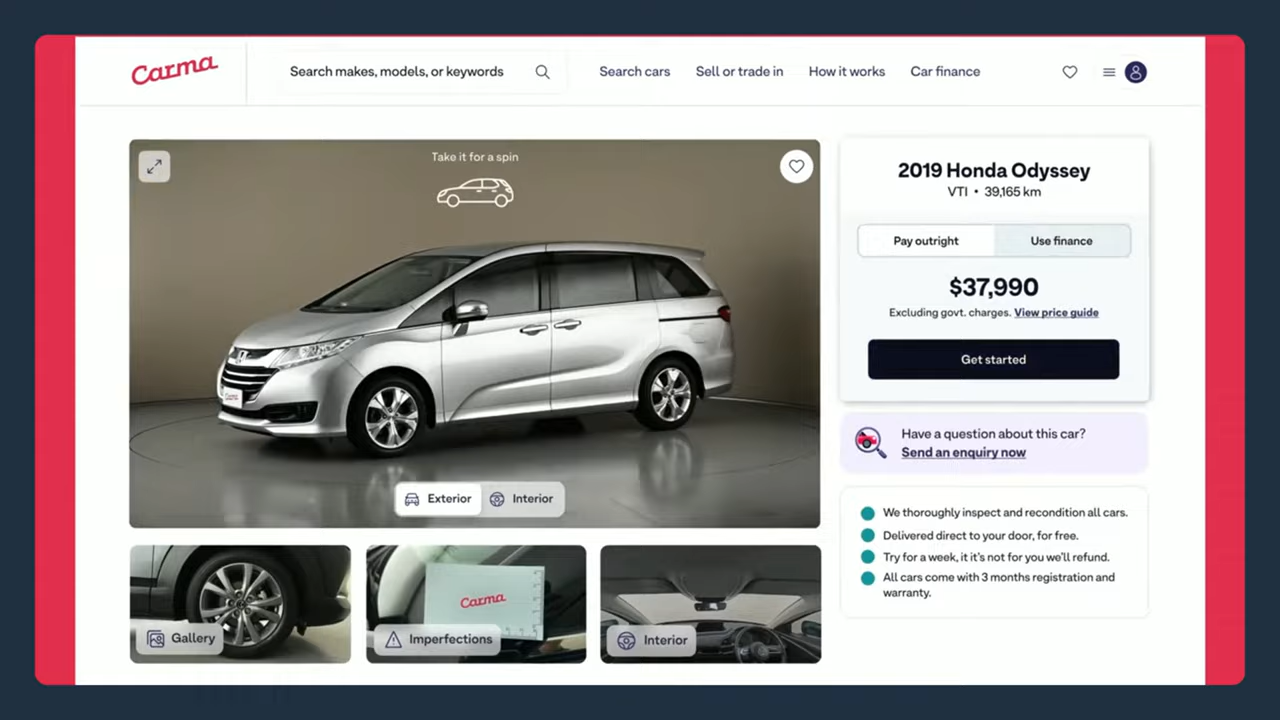 Carma
Search makes, models, or keywords
Search cars
Sell or trade in
How it works
Car finance
Take it for a spin
Exterior
Interior
Gallery
Carma
Imperfections
Interior
2019 Honda Odyssey
VTI • 39,165 km
Pay outright
Use finance
$37,990
Excluding govt. charges. View price guide
Get started
Have a question about this car?
Send an enquiry now
We thoroughly inspect and recondition all cars.
Delivered direct to your door, for free.
Try for a week, it it's not for you we'll refund.
All cars come with 3 months registration and
warranty.